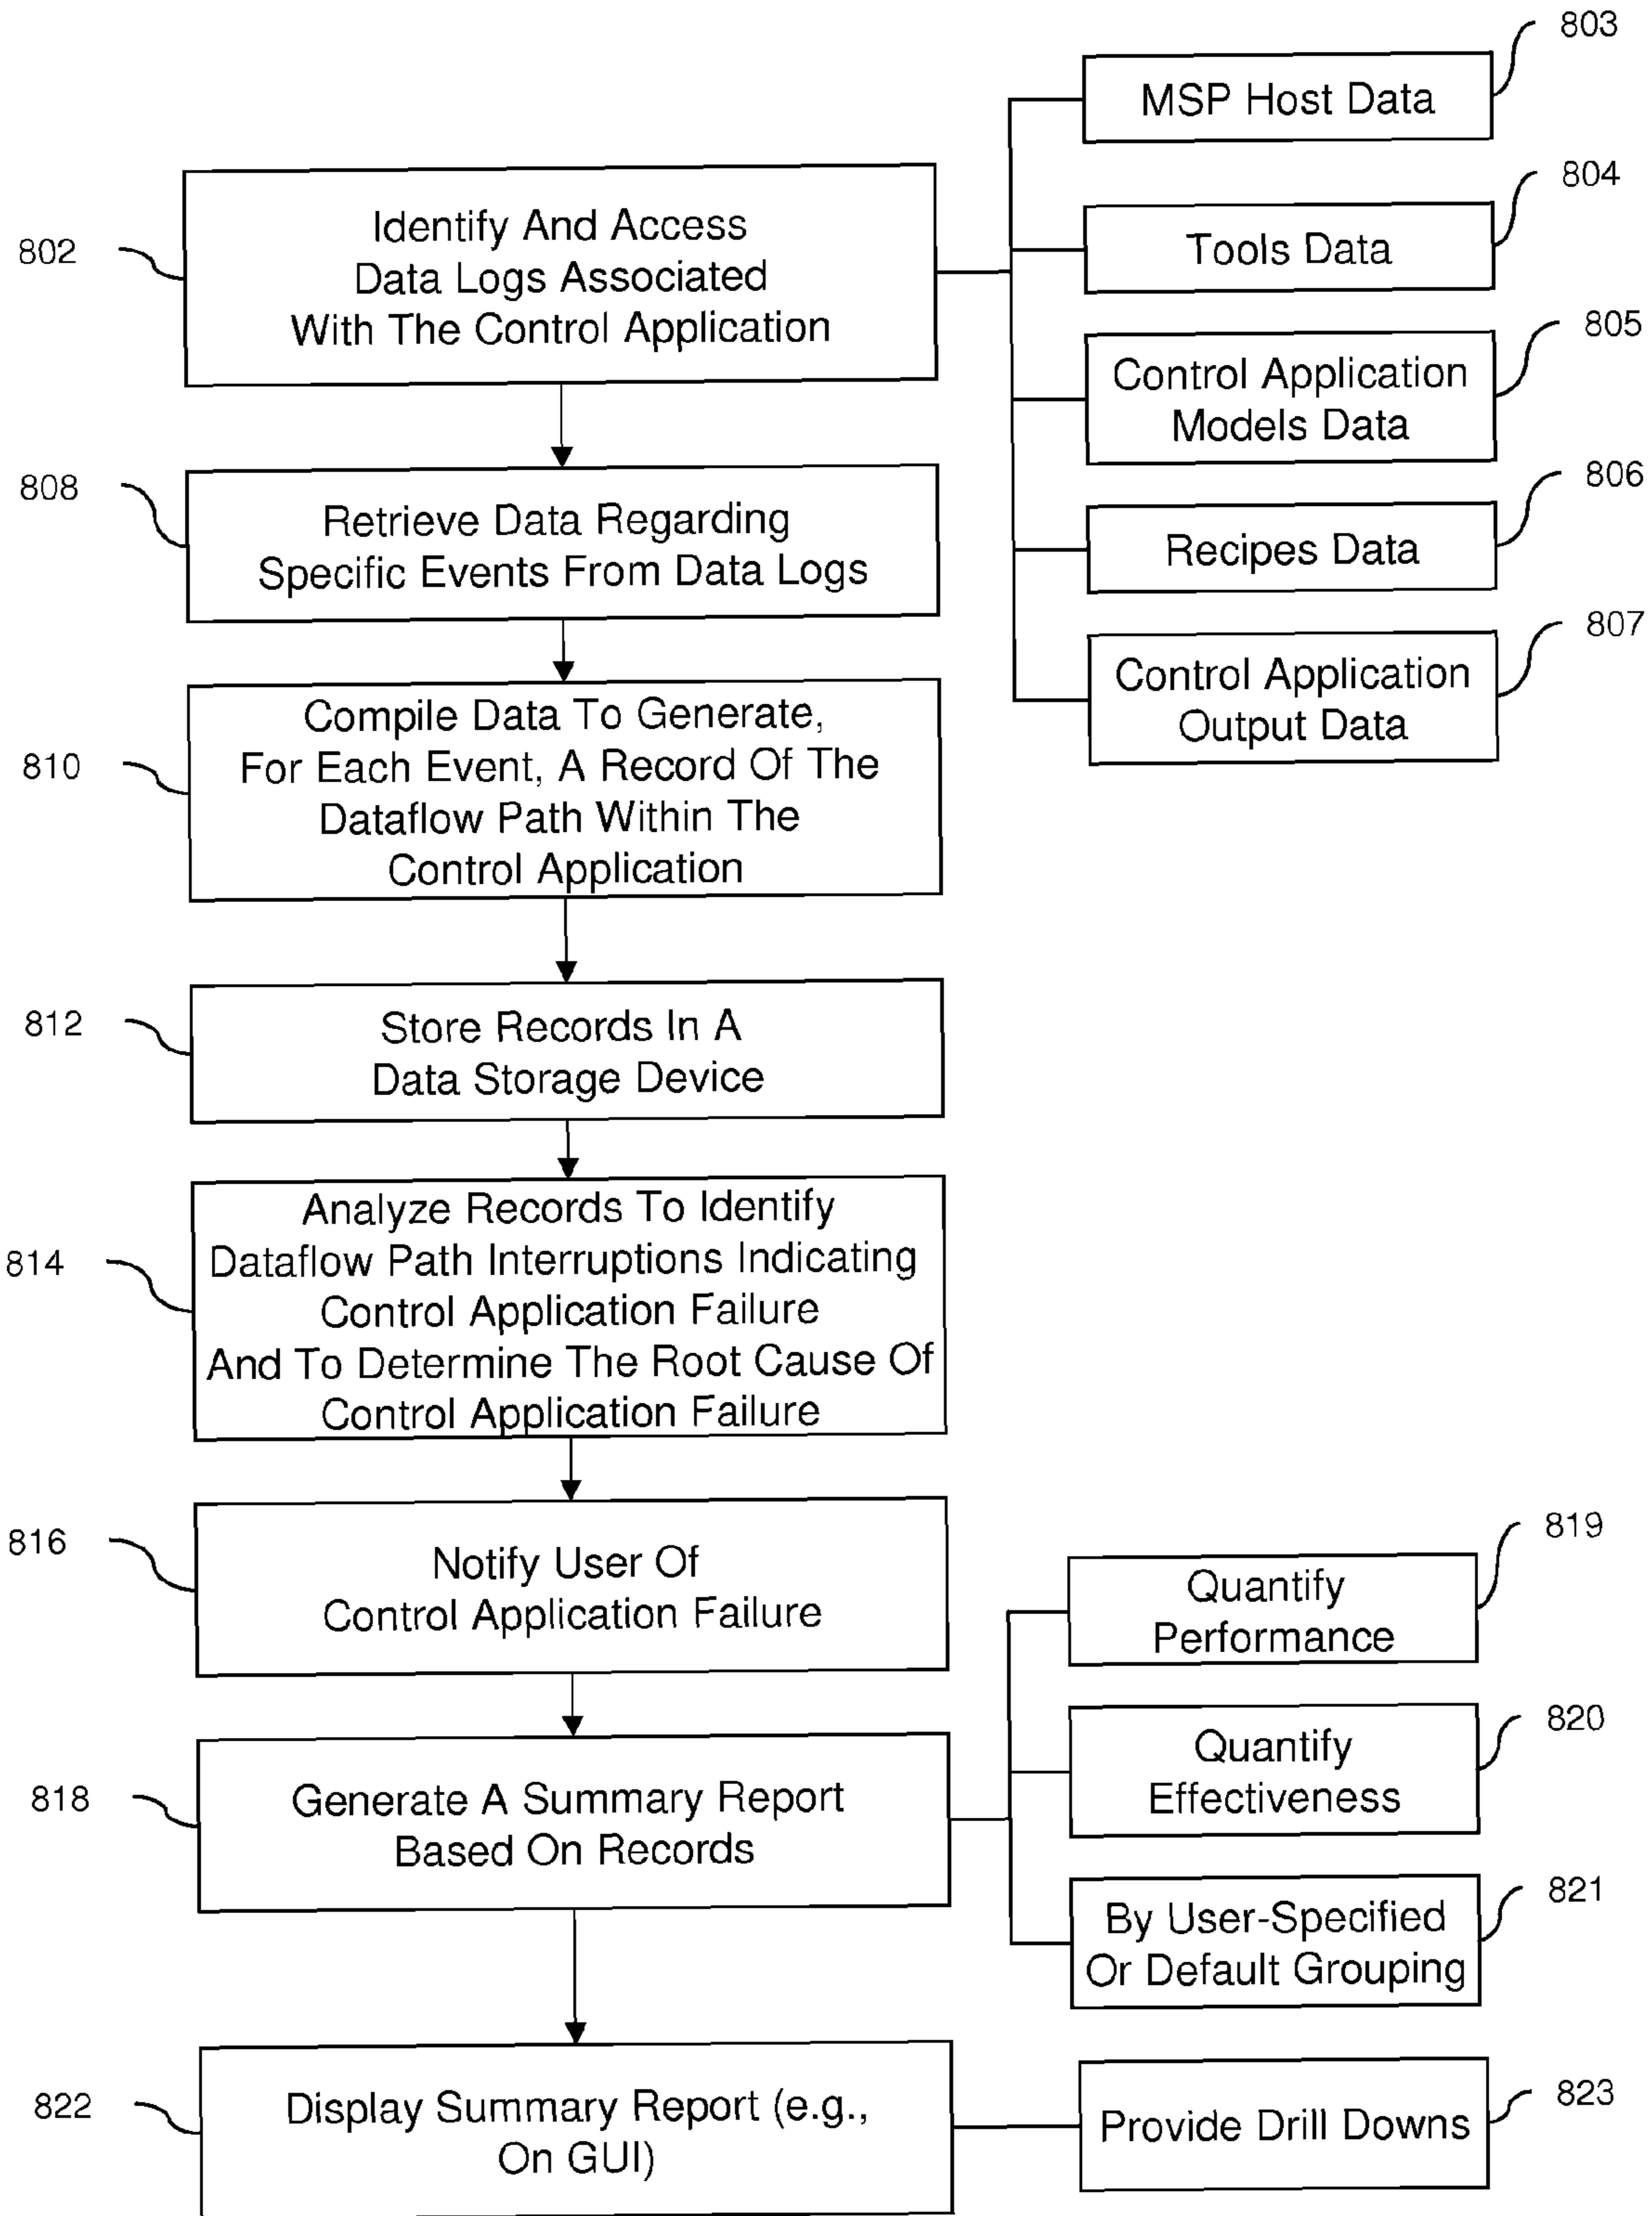 803
MSP Host Data
804
Tools Data
802
Identify And Access
Data Logs Associated
With The Control Application
805
Control Application
Models Data
806
Recipes Data
808
Retrieve Data Regarding
Specific Events From Data Logs
807
Control Application
Output Data
810
Compile Data To Generate,
For Each Event, A Record Of The
Dataflow Path Within The
Control Application
812
Store Records In A
Data Storage Device
814
Analyze Records To Identify
Dataflow Path Interruptions Indicating
Control Application Failure
And To Determine The Root Cause Of
Control Application Failure
816
Notify User Of
Control Application Failure
819
Quantify
Performance
820
Quantify
Effectiveness
818
Generate A Summary Report
Based On Records
821
By User-Specified
Or Default Grouping
822
Display Summary Report (e.g.,
On GUI)
823
Provide Drill Downs